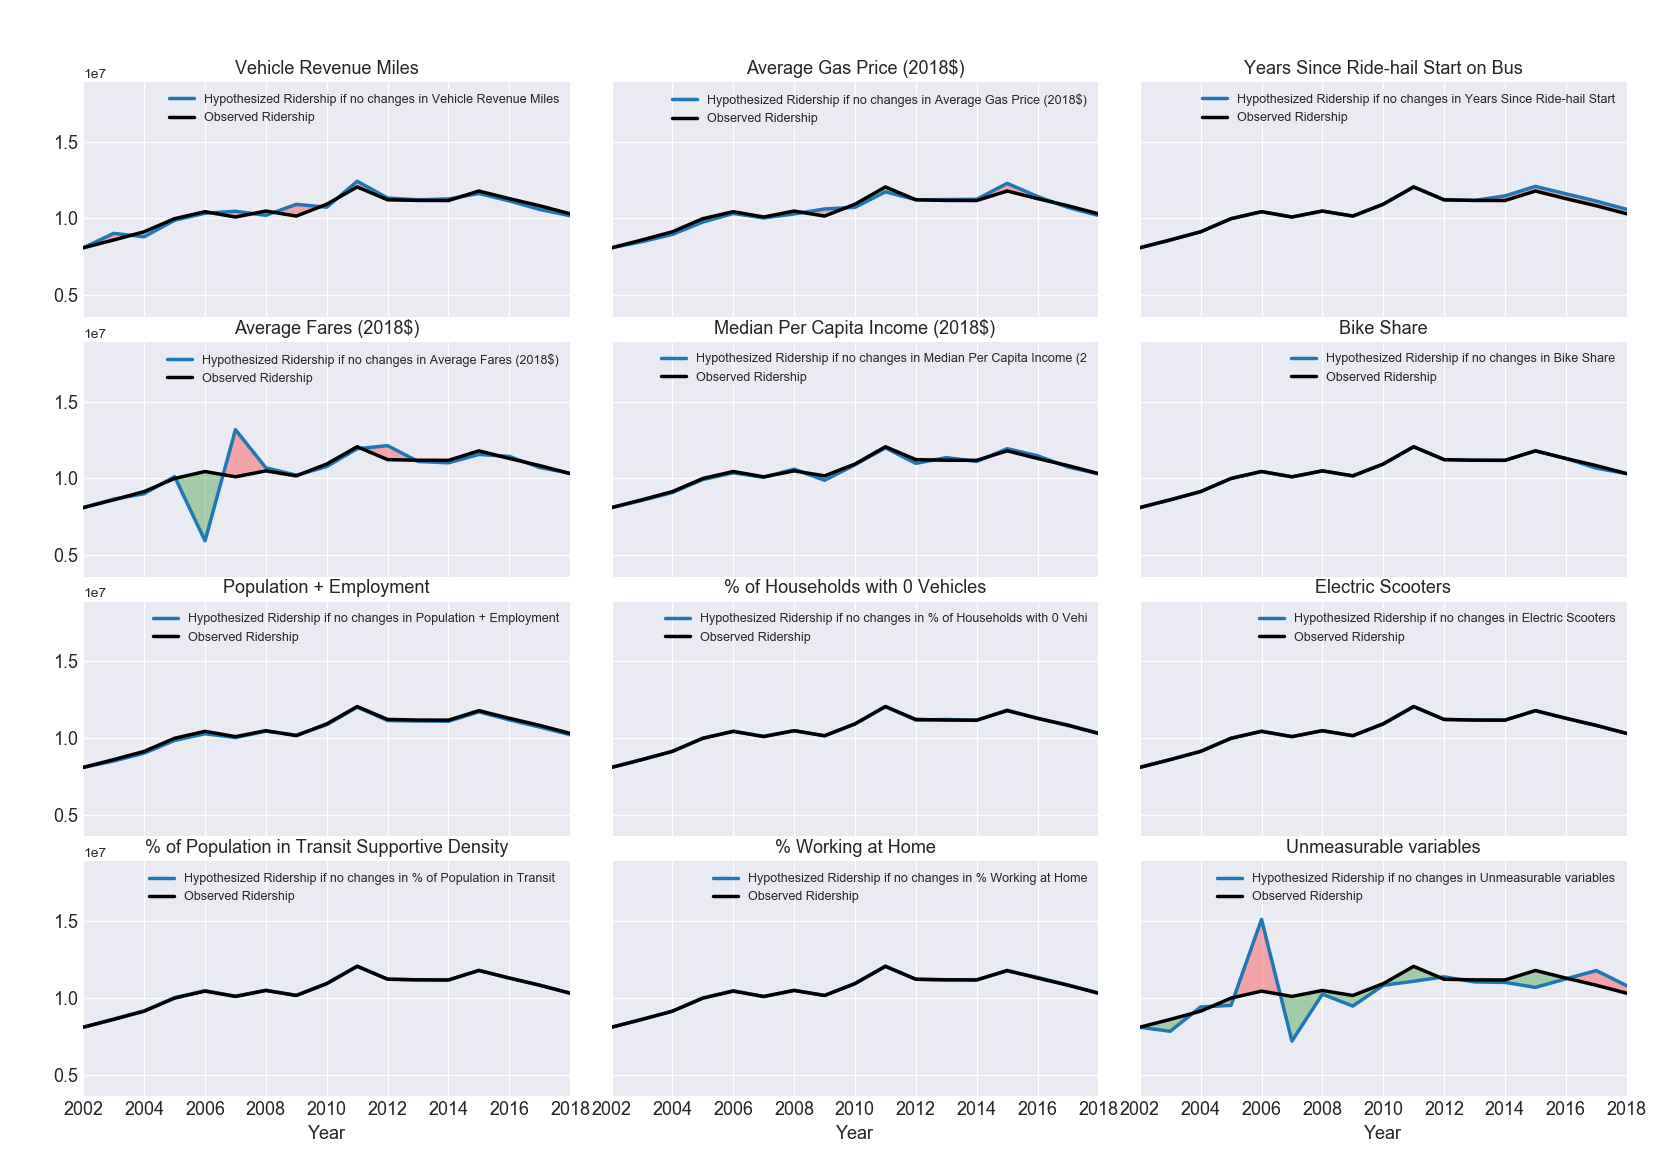 Vehicle Revenue Miles
1e7
Hypothesized Ridership if no changes in Vehicle Revenue Miles
Observed Ridership
1.5
1.0
0.5
Average Gas Price (2018$)
Hypothesized Ridership if no changes in Average Gas Price (2018$)
Observed Ridership
Years Since Ride-hail Start on Bus
Hypothesized Ridership if no changes in Years Since Ride-hail Start
Observed Ridership
Average Fares (2018$)
1e7
Hypothesized Ridership if no changes in Average Fares (2018$)
Observed Ridership
1.5
1.0
0.5
Median Per Capita Income (2018$)
Hypothesized Ridership if no changes in Median Per Capita Income (2
Observed Ridership
Bike Share
Hypothesized Ridership if no changes in Bike Share
Observed Ridership
Population + Employment
1e7
Hypothesized Ridership if no changes in Population + Employment
Observed Ridership
1.5
1.0
0.5
% of Households with 0 Vehicles
Hypothesized Ridership if no changes in % of Households with 0 Vehi
Observed Ridership
Electric Scooters
Hypothesized Ridership if no changes in Electric Scooters
Observed Ridership
% of Population in Transit Supportive Density
1e7
Hypothesized Ridership if no changes in % of Population in Transit
Observed Ridership
1.5
1.0
0.5
2002 2004 2006 2008 2010 2012 2014 2016 2018
Year
% Working at Home
Hypothesized Ridership if no changes in % Working at Home
Observed Ridership
2002 2004 2006 2008 2010 2012 2014 2016 2018
Year
Unmeasurable variables
Hypothesized Ridership if no changes in Unmeasurable variables
Observed Ridership
2002 2004 2006 2008 2010 2012 2014 2016 2018
Year